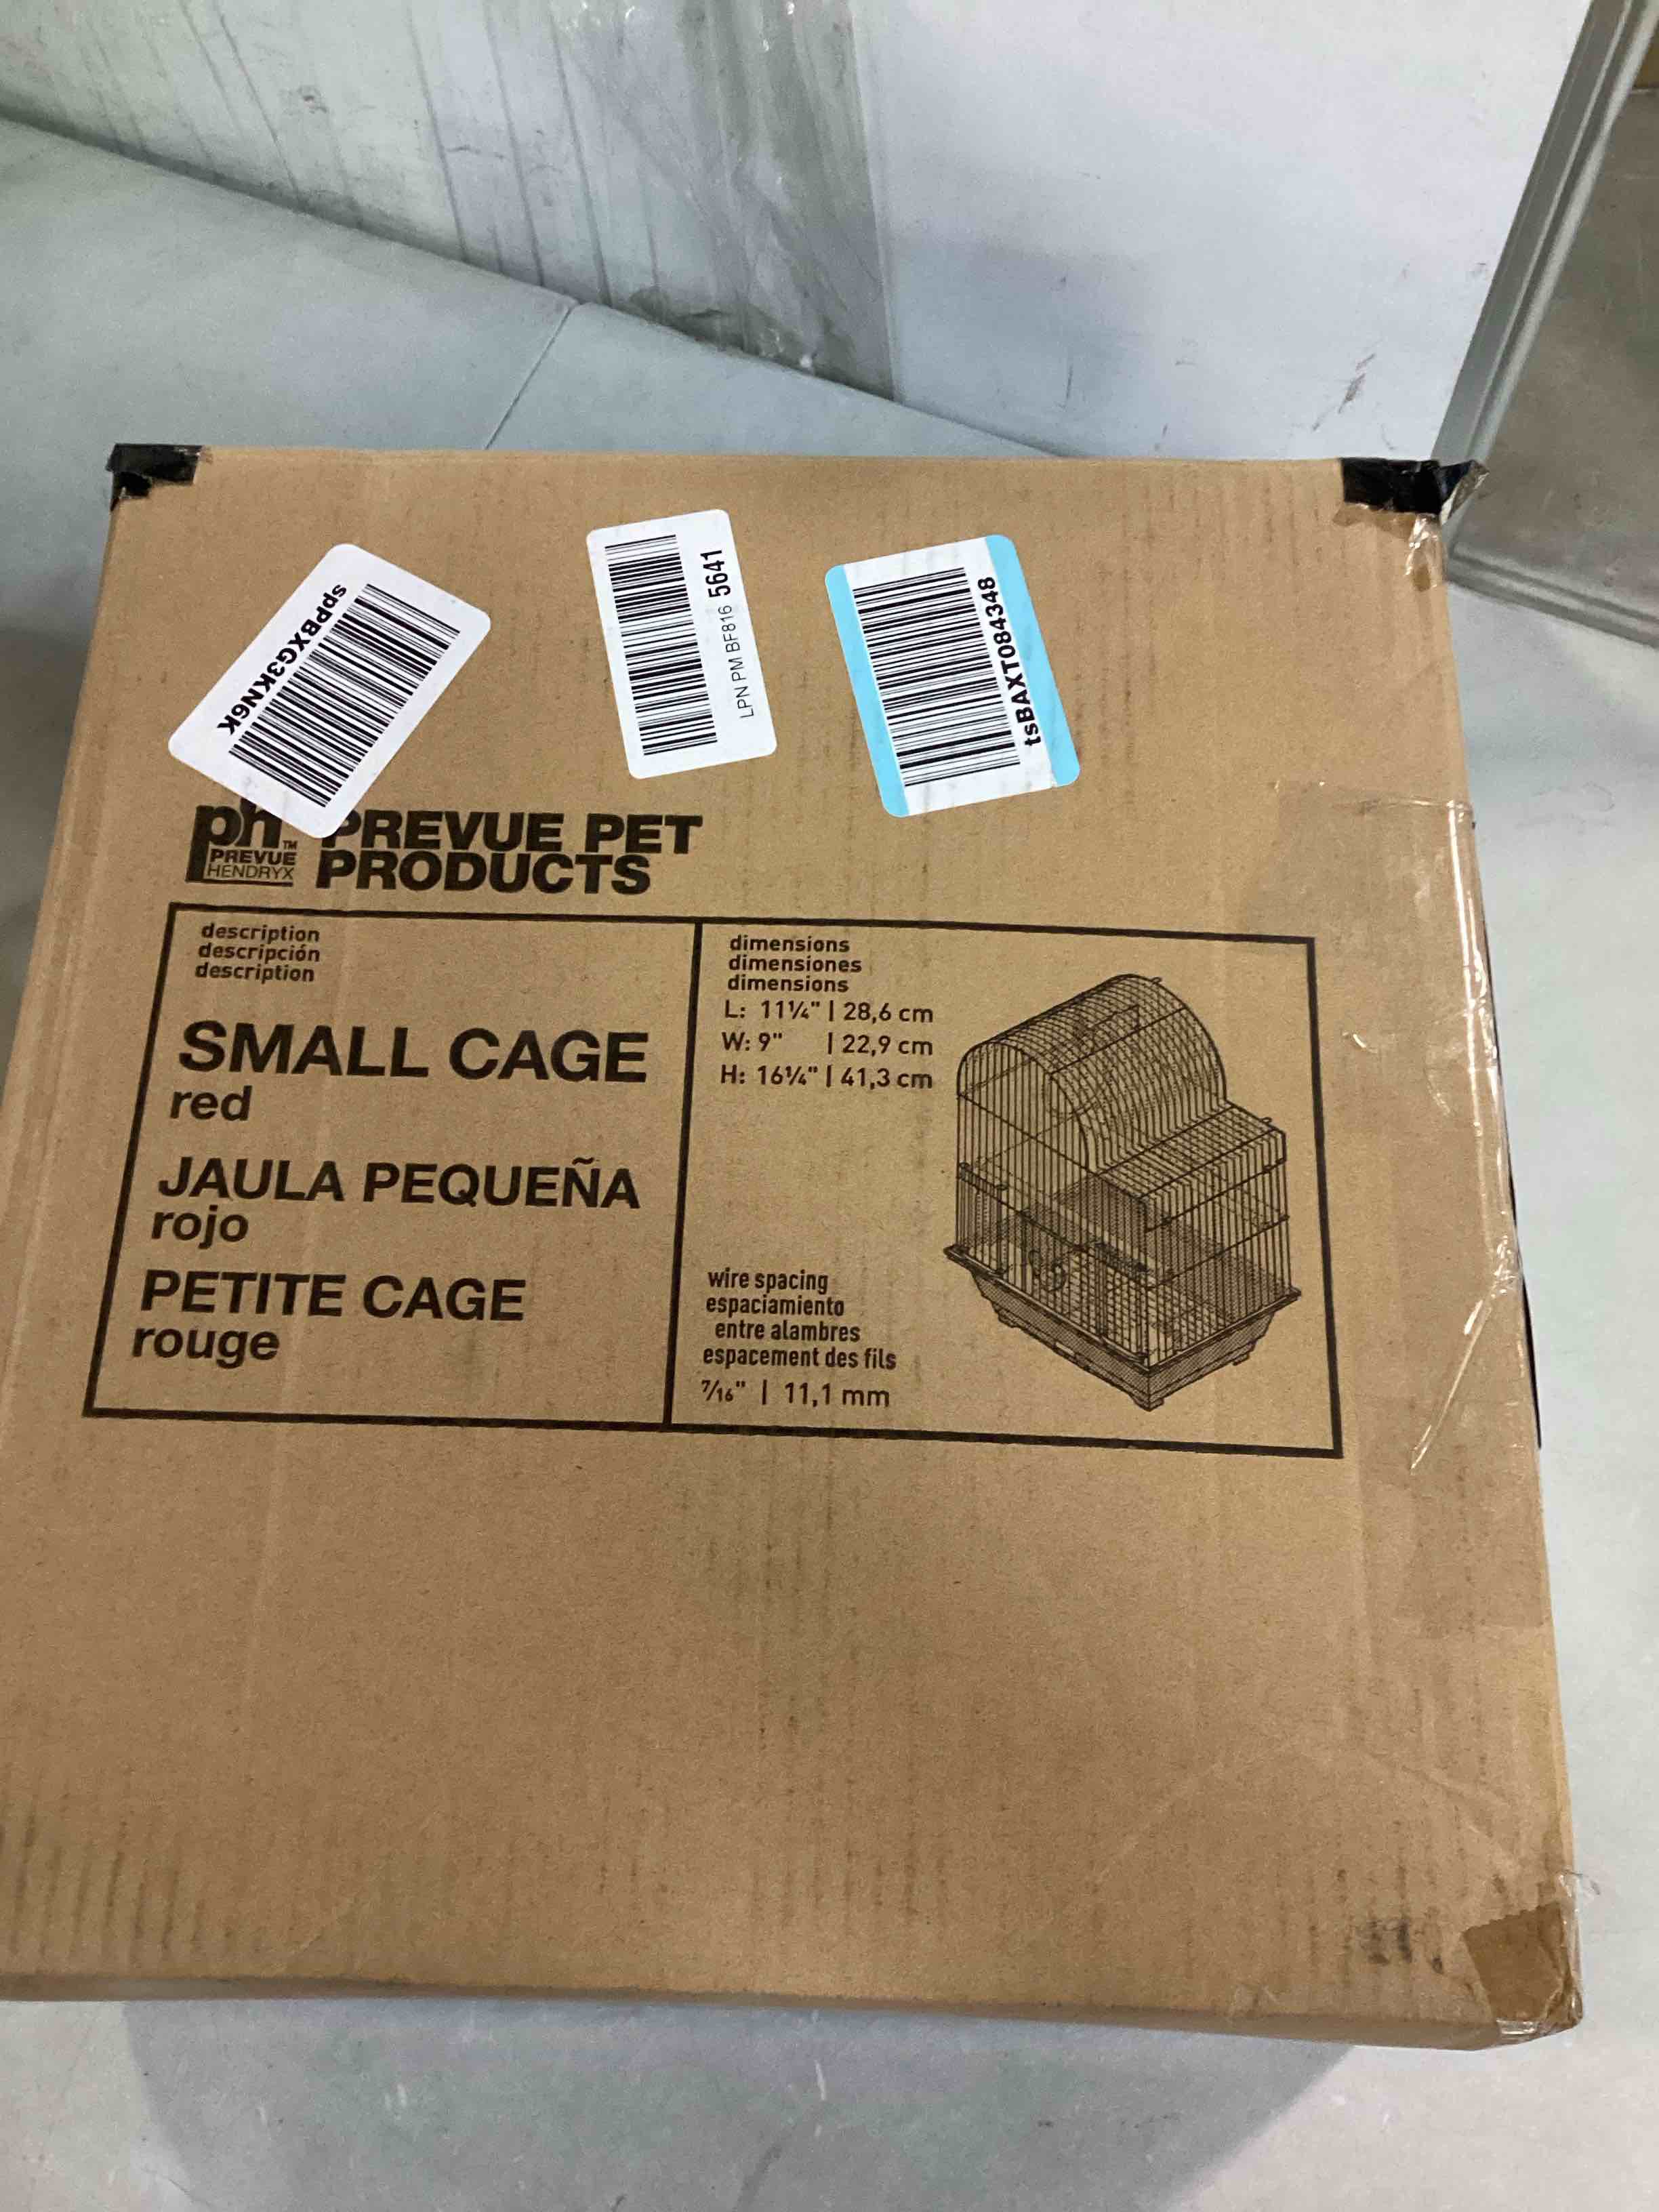 spPBXG3KN6K
LPN PM BF816 5641
tsBAXT084348
ph™
PREVUE
HENDRYX
PREVUE PET
PRODUCTS
description
descripción
description
SMALL CAGE
red
JAULA PEQUEÑA
rojo
PETITE CAGE
rouge
dimensions
dimensiones
dimensions
L: 11¼" | 28,6 cm
W: 9" | 22,9 cm
H: 16¼" | 41,3 cm
wire spacing
espaciamiento
entre alambres
espacement des fils
7/16" | 11,1 mm